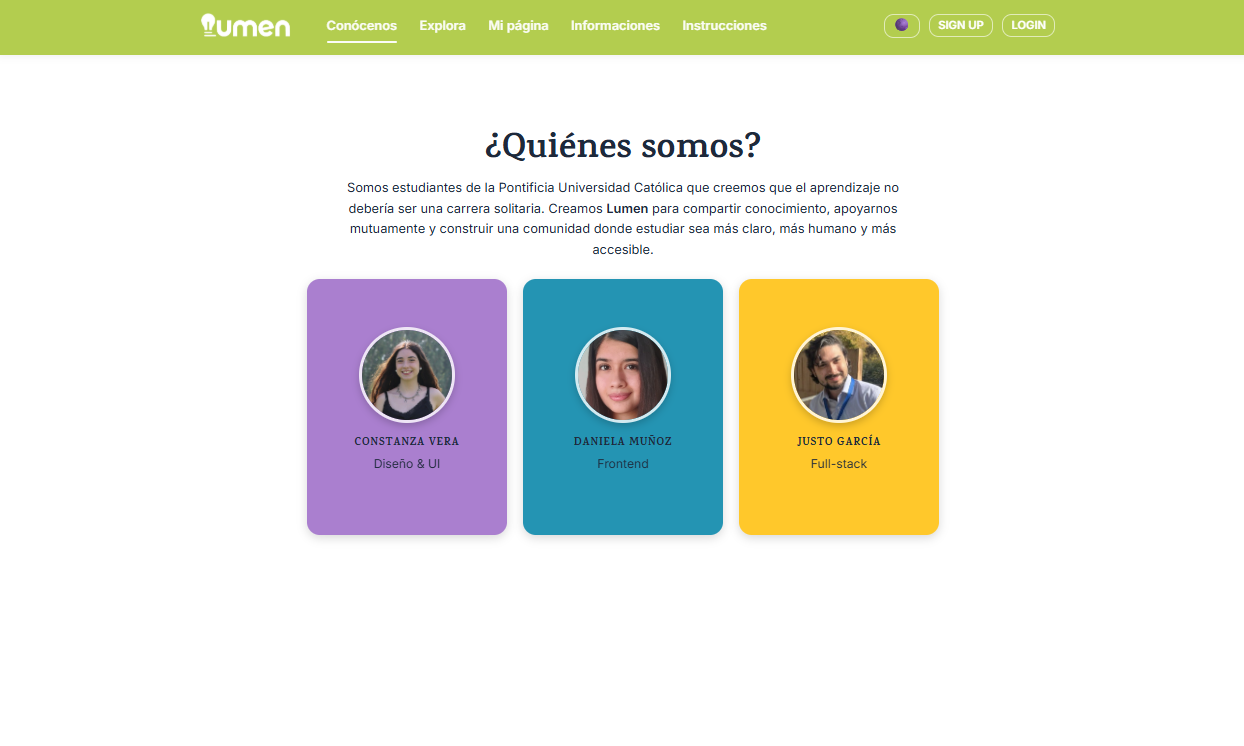 lumen
Conócenos Explora Mi página Informaciones Instrucciones
SIGN UP LOGIN
¿Quiénes somos?
Somos estudiantes de la Pontificia Universidad Católica que creemos que el aprendizaje no
debería ser una carrera solitaria. Creamos Lumen para compartir conocimiento, apoyarnos
mutuamente y construir una comunidad donde estudiar sea más claro, más humano y más
accesible.
CONSTANZA VERA
Diseño & UI
DANIELA MUÑOZ
Frontend
JUSTO GARCÍA
Full-stack